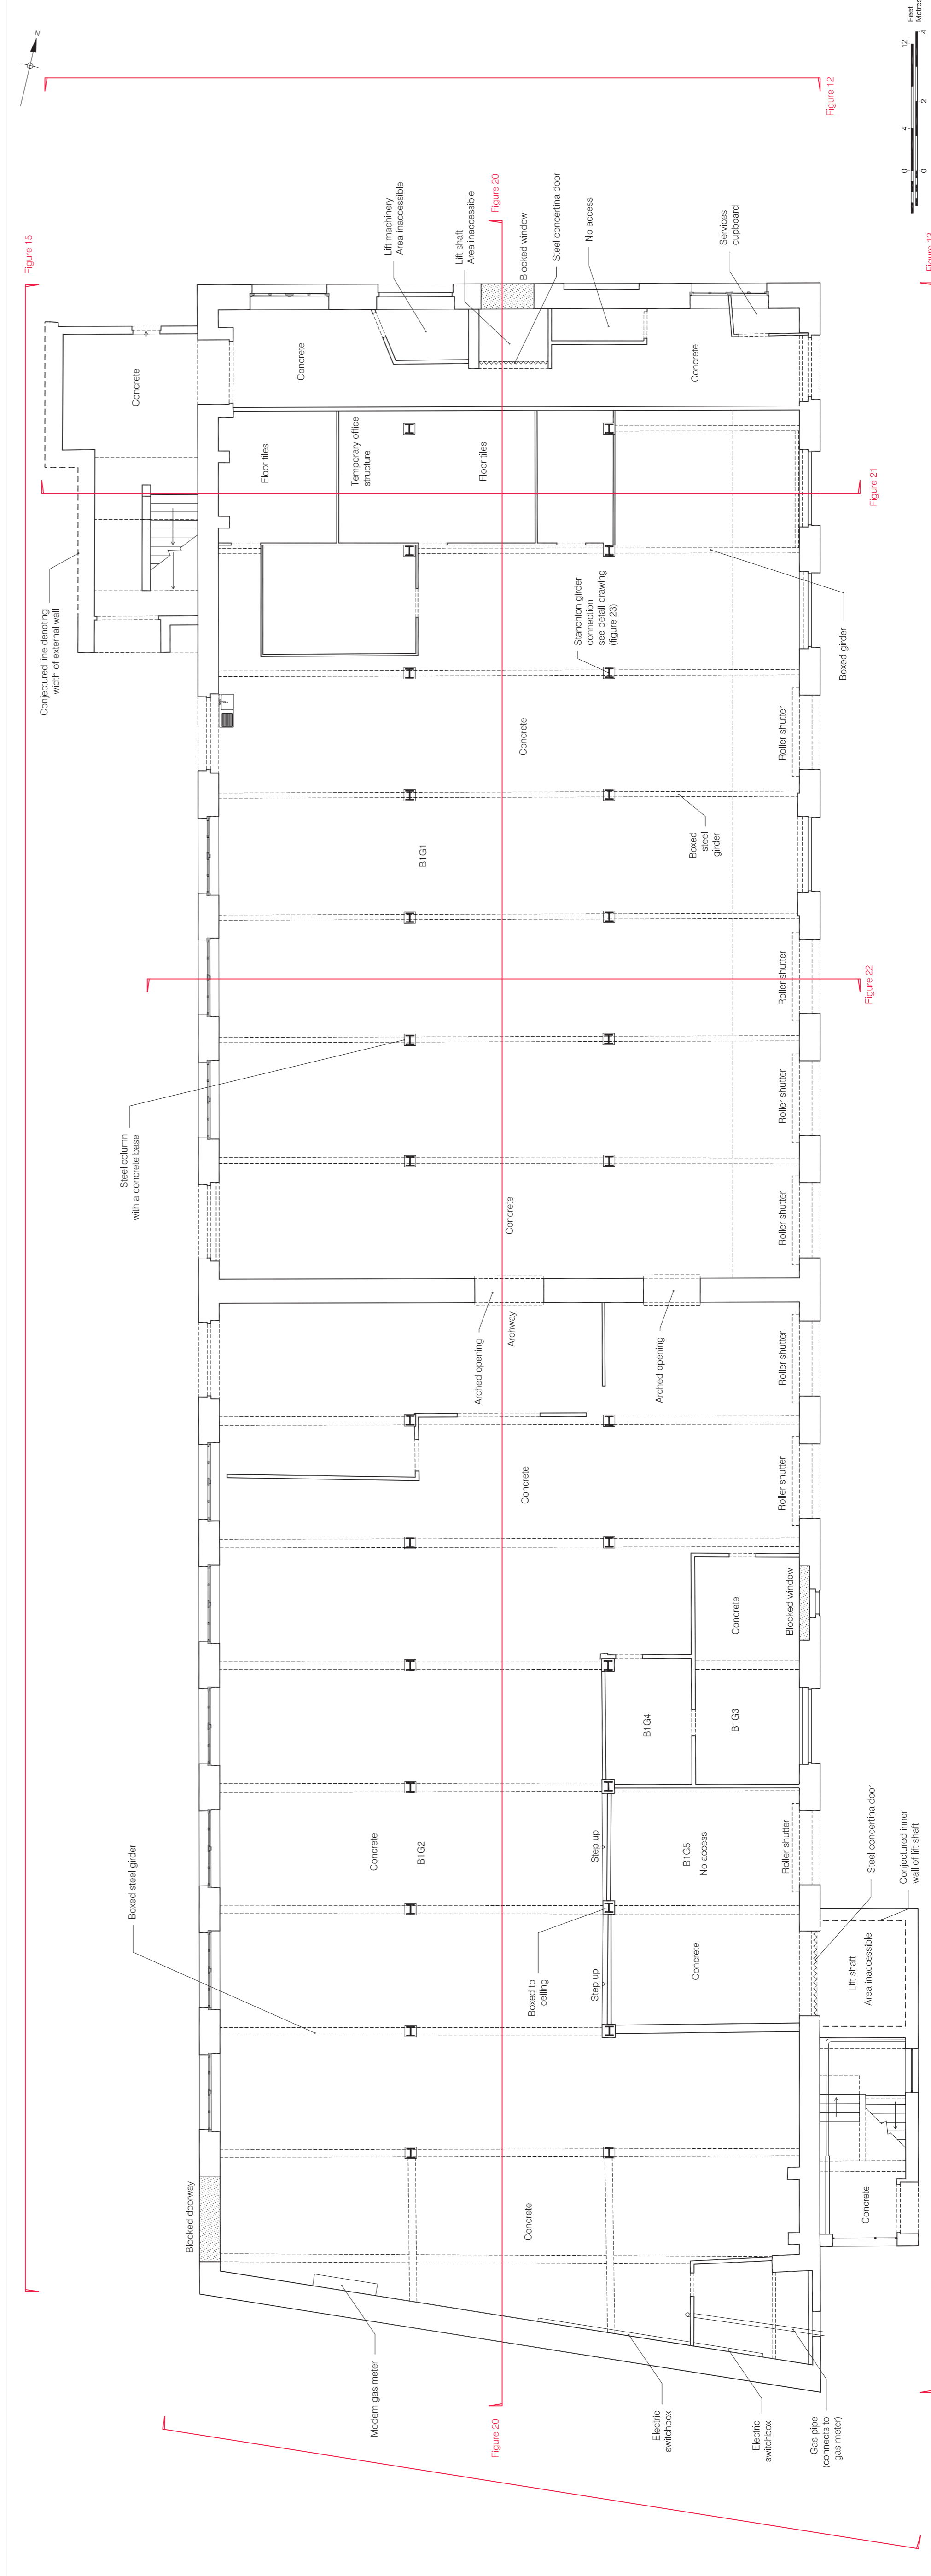 N
Figure 15
Figure 12
Feet
Metres
0
4
12
0
2
4
Figure 13
Conjectured line denoting
width of external wall
Concrete
Concrete
Lift machinery
Area inaccessible
Lift shaft
Area inaccessible
Figure 20
Blocked window
Steel concertina door
No access
Concrete
Services
cupboard
Floor tiles
Temporary office
structure
Floor tiles
Figure 21
Stanchion girder
connection
see detail drawing
(figure 23)
Boxed girder
Concrete
Roller shutter
B1G1
Boxed
steel
girder
Figure 22
Roller shutter
Steel column
with a concrete base
Roller shutter
Concrete
Roller shutter
Arched opening
Archway
Arched opening
Roller shutter
Concrete
Roller shutter
Concrete
Blocked window
B1G4
B1G3
Boxed steel girder
Concrete
B1G2
Step up
B1G5
No access
Roller shutter
Steel concertina door
Conjectured inner
wall of lift shaft
Boxed to
ceiling
Step up
Concrete
Lift shaft
Area inaccessible
Blocked doorway
Concrete
Concrete
Modern gas meter
Figure 20
Electric
switchbox
Electric
switchbox
Gas pipe
(connects to
gas meter)